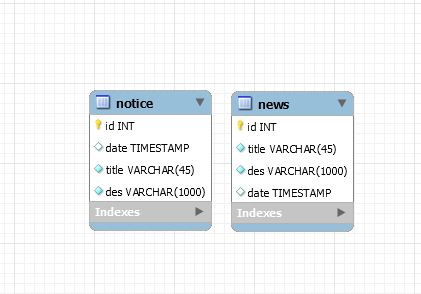 notice
id INT
date TIMESTAMP
title VARCHAR(45)
des VARCHAR(1000)
Indexes
news
id INT
title VARCHAR(45)
des VARCHAR(1000)
date TIMESTAMP
Indexes